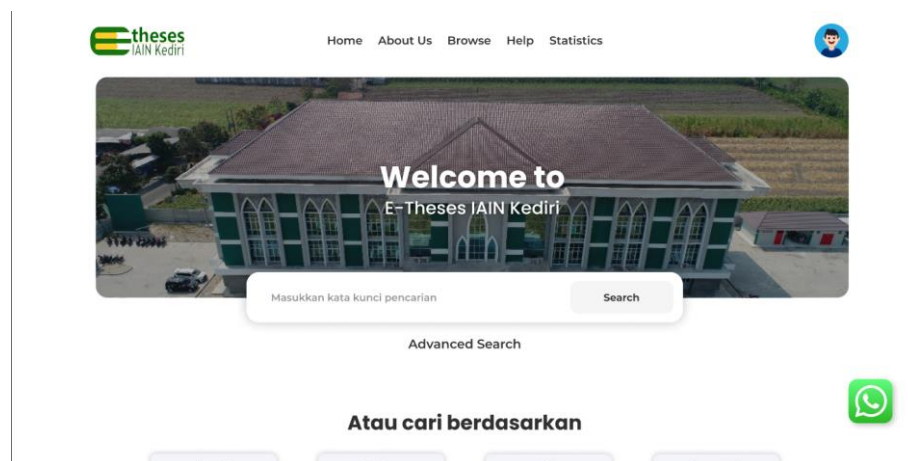 Etheses
IAIN Kediri
Home About Us Browse Help Statistics
Welcome to
E-Theses IAIN Kediri
Masukkan kata kunci pencarian Search
Advanced Search
Atau cari berdasarkan